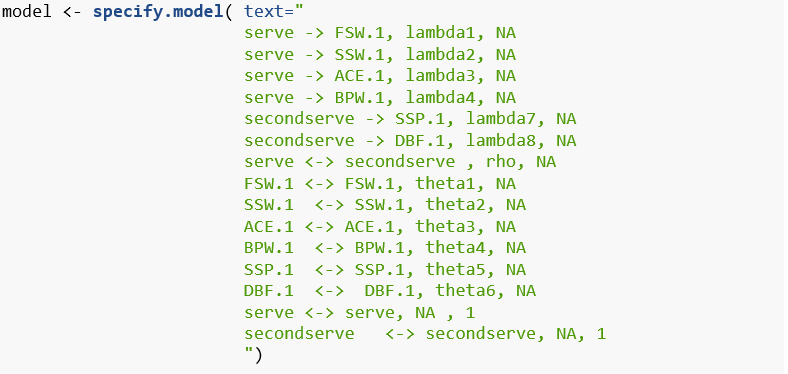 model <- specify.model( text="
serve -> FSW.1, lambda1, NA
serve -> SSW.1, lambda2, NA
serve -> ACE.1, lambda3, NA
serve -> BPW.1, lambda4, NA
secondserve -> SSP.1, lambda7, NA
secondserve -> DBF.1, lambda8, NA
serve <-> secondserve , rho, NA
FSW.1 <-> FSW.1, theta1, NA
SSW.1  <-> SSW.1, theta2, NA
ACE.1 <-> ACE.1, theta3, NA
BPW.1  <-> BPW.1, theta4, NA
SSP.1  <-> SSP.1, theta5, NA
DBF.1  <->  DBF.1, theta6, NA
serve <-> serve, NA , 1
secondserve   <-> secondserve, NA, 1
")